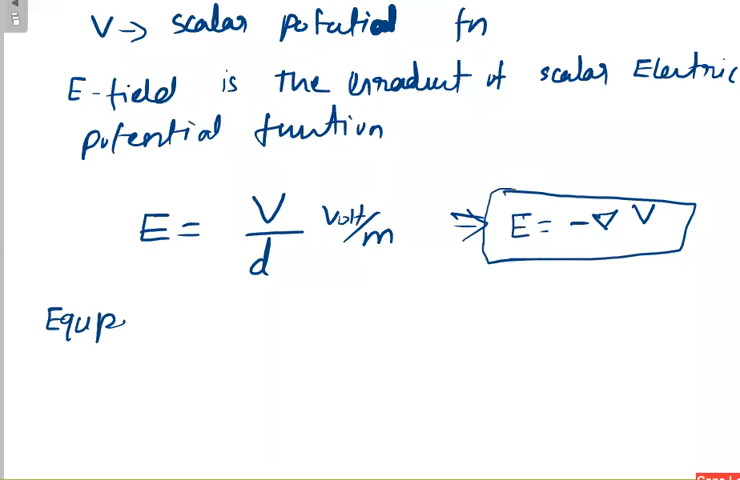 V → scalar potential fn
E-field is the Gradient of scalar Electric
potential function
E = V/d Volt/m ⇒ E = -∇ V
Equp